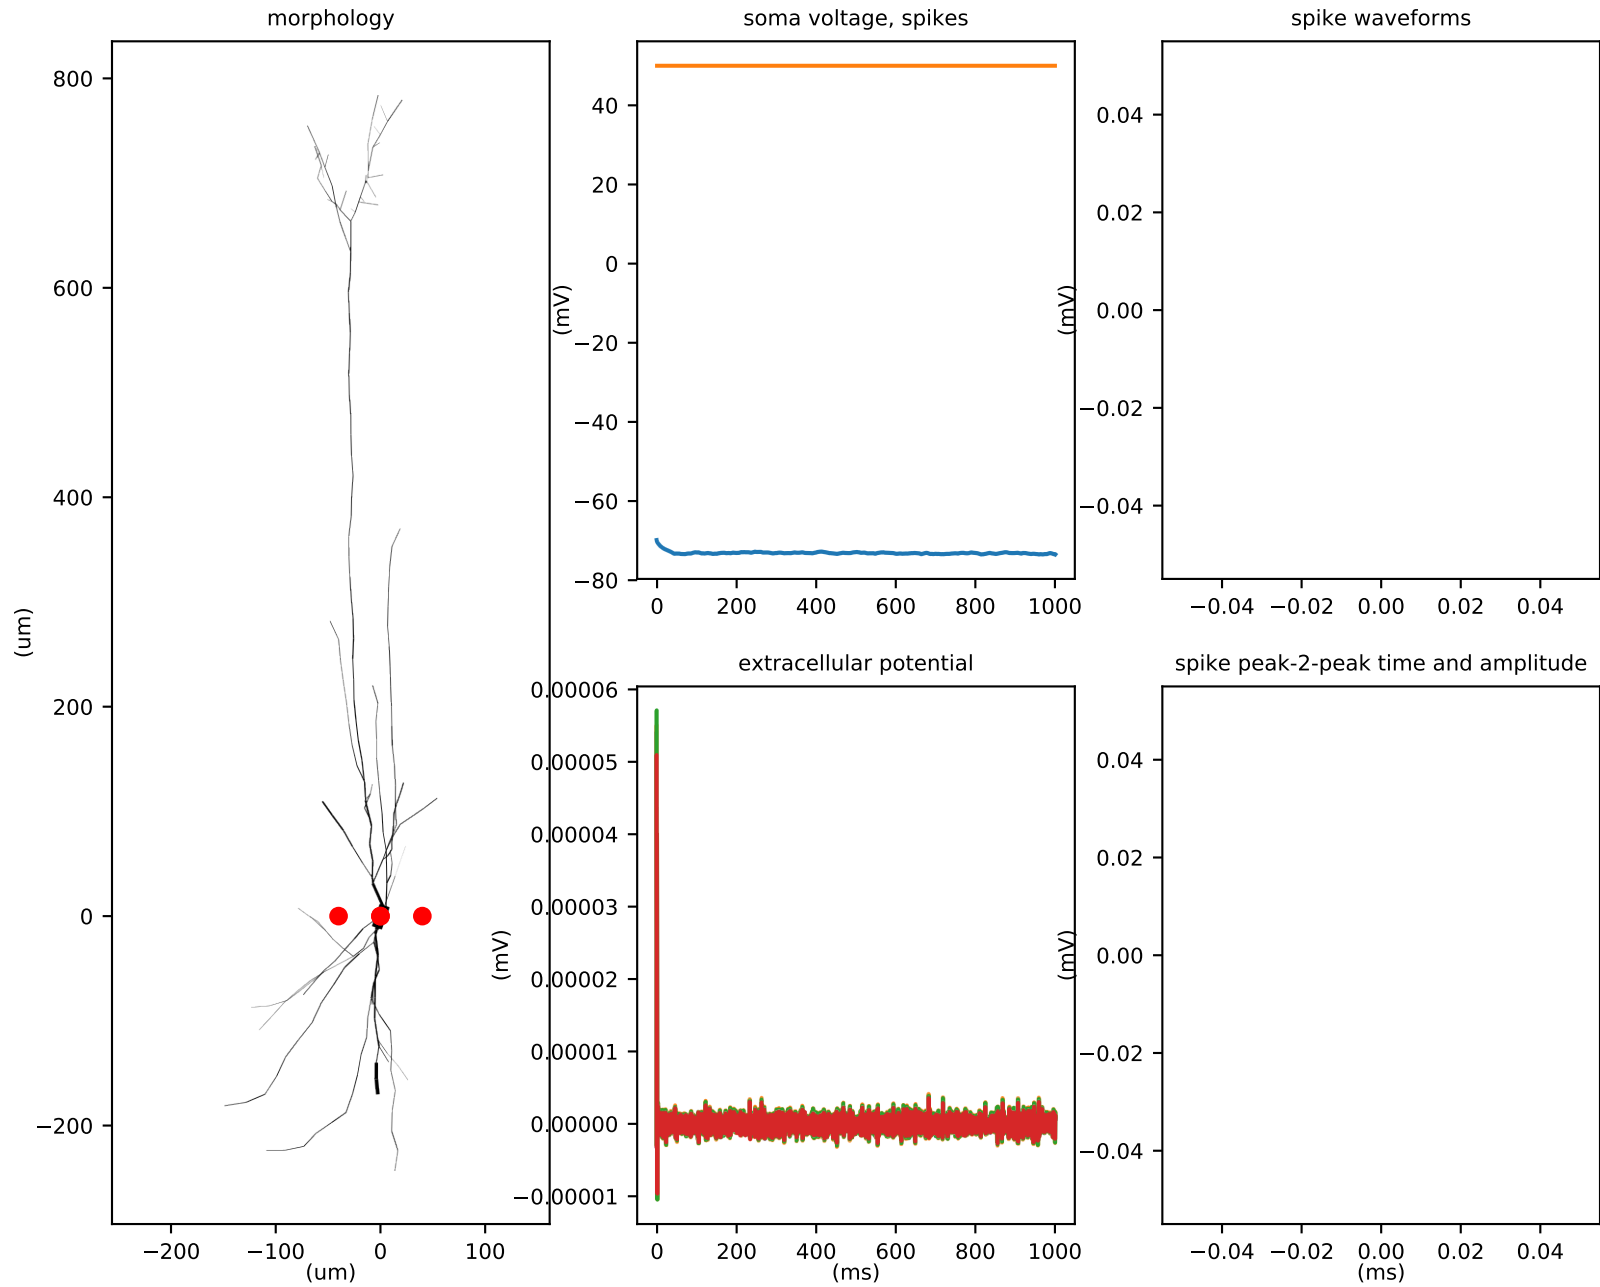 morphology
800
600
400
200
0
−200
(um)
−200 −100 0 100
(um)
soma voltage, spikes
40
20
0
−20
−40
−60
−80
(mV)
0 200 400 600 800 1000
spike waveforms
0.04
0.02
0.00
−0.02
−0.04
(mV)
−0.04 −0.02 0.00 0.02 0.04
extracellular potential
0.00006
0.00005
0.00004
0.00003
0.00002
0.00001
0.00000
−0.00001
(mV)
0 200 400 600 800 1000
(ms)
spike peak-2-peak time and amplitude
0.04
0.02
0.00
−0.02
−0.04
(mV)
−0.04 −0.02 0.00 0.02 0.04
(ms)